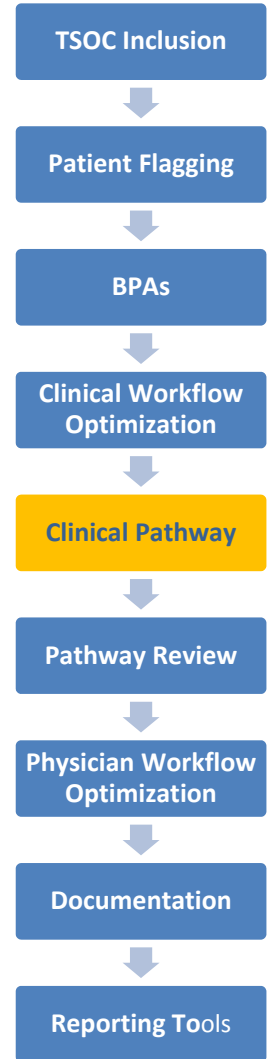 TSOC Inclusion
Patient Flagging
BPAs
Clinical Workflow
Optimization
Clinical Pathway
Pathway Review
Physician Workflow
Optimization
Documentation
Reporting Tools